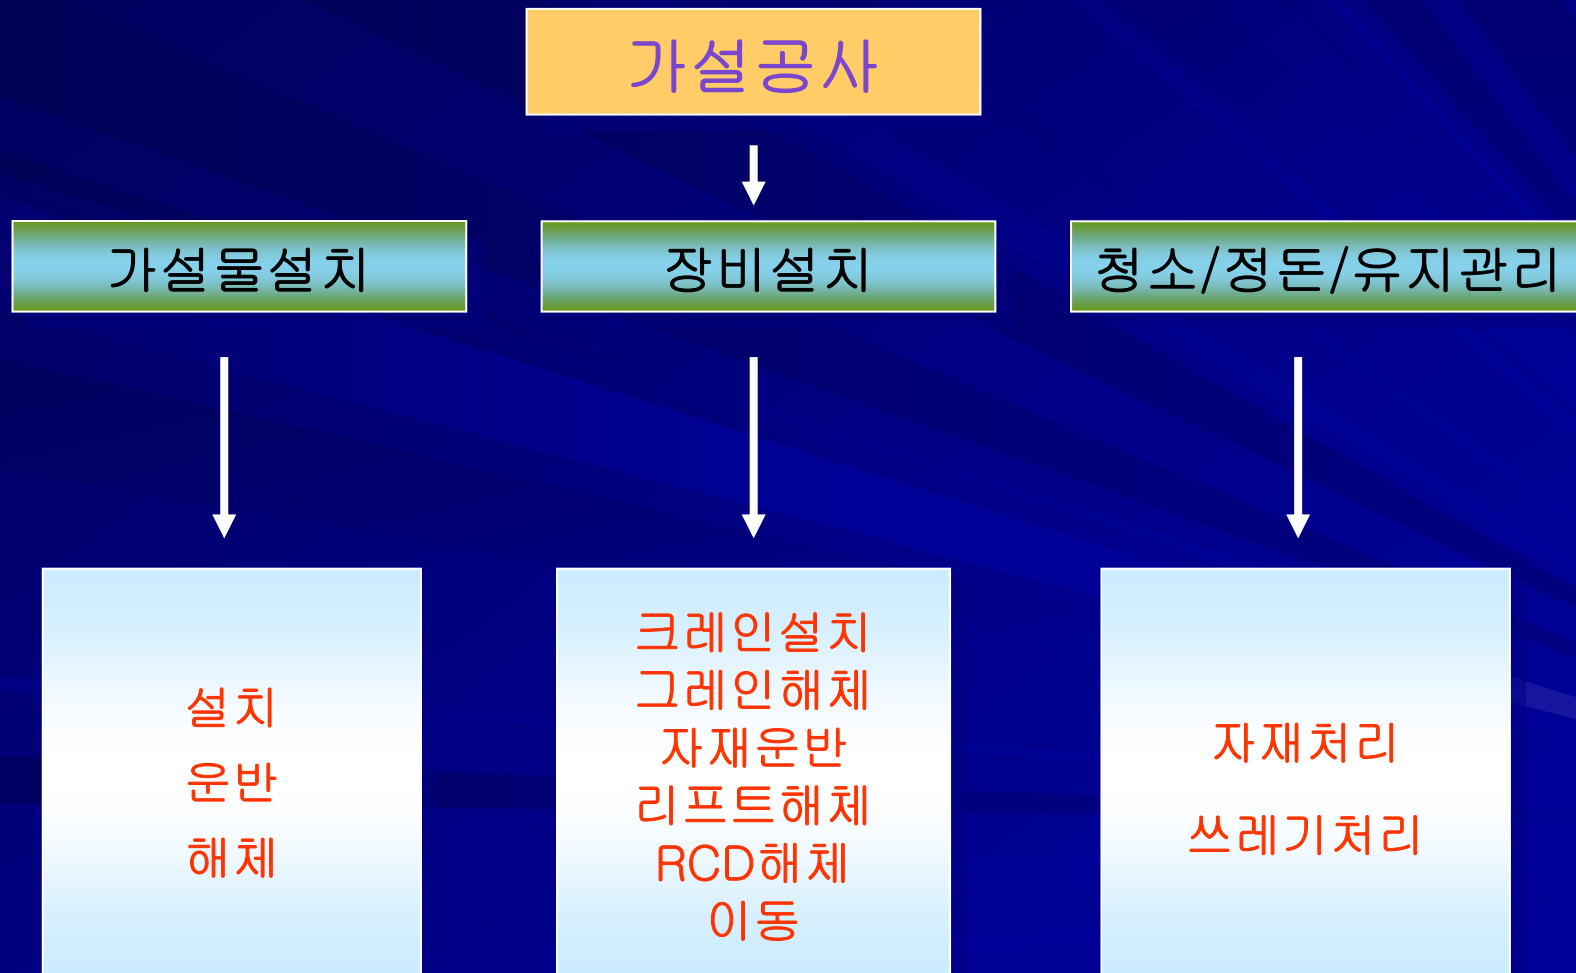 가설공사
가설물설치
장비설치
청소/정돈/유지관리
설치
운반
해체
크레인설치
그레인해체
자재운반
리프트해체
RCD해체
이동
자재처리
쓰레기처리